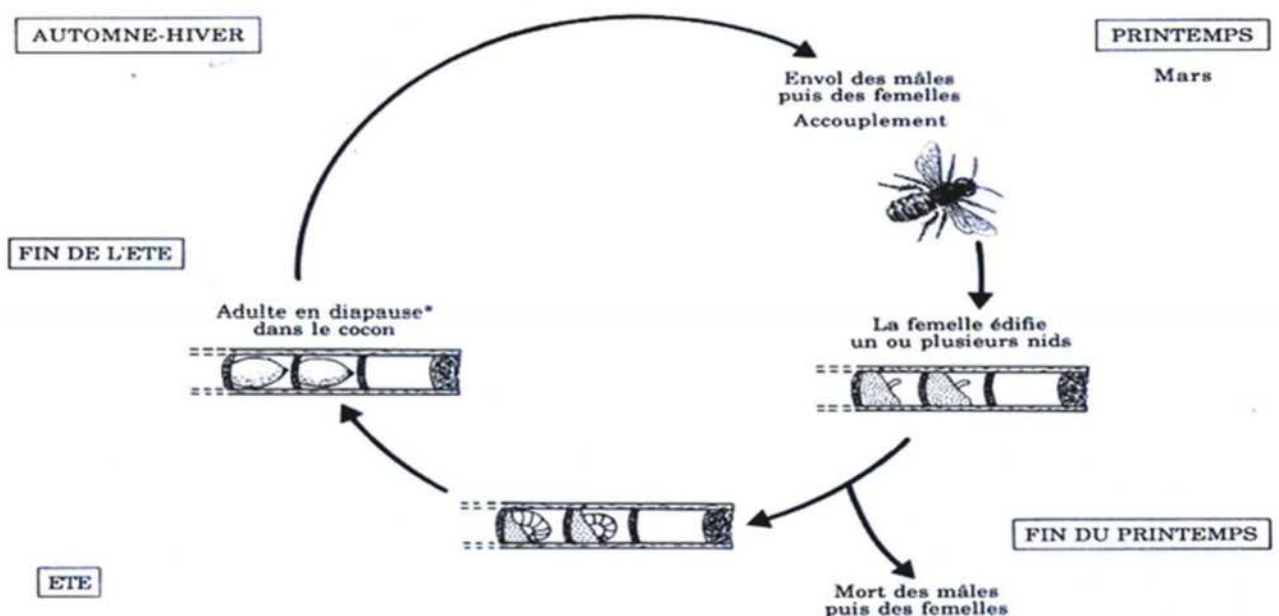 AUTOMNE-HIVER
PRINTEMPS
Mars
Envol des mâles
puis des femelles
Accouplement
FIN DE L'ETE
Adulte en diapause*
dans le cocon
La femelle édifie
un ou plusieurs nids
FIN DU PRINTEMPS
ETE
Mort des mâles
puis des femelles